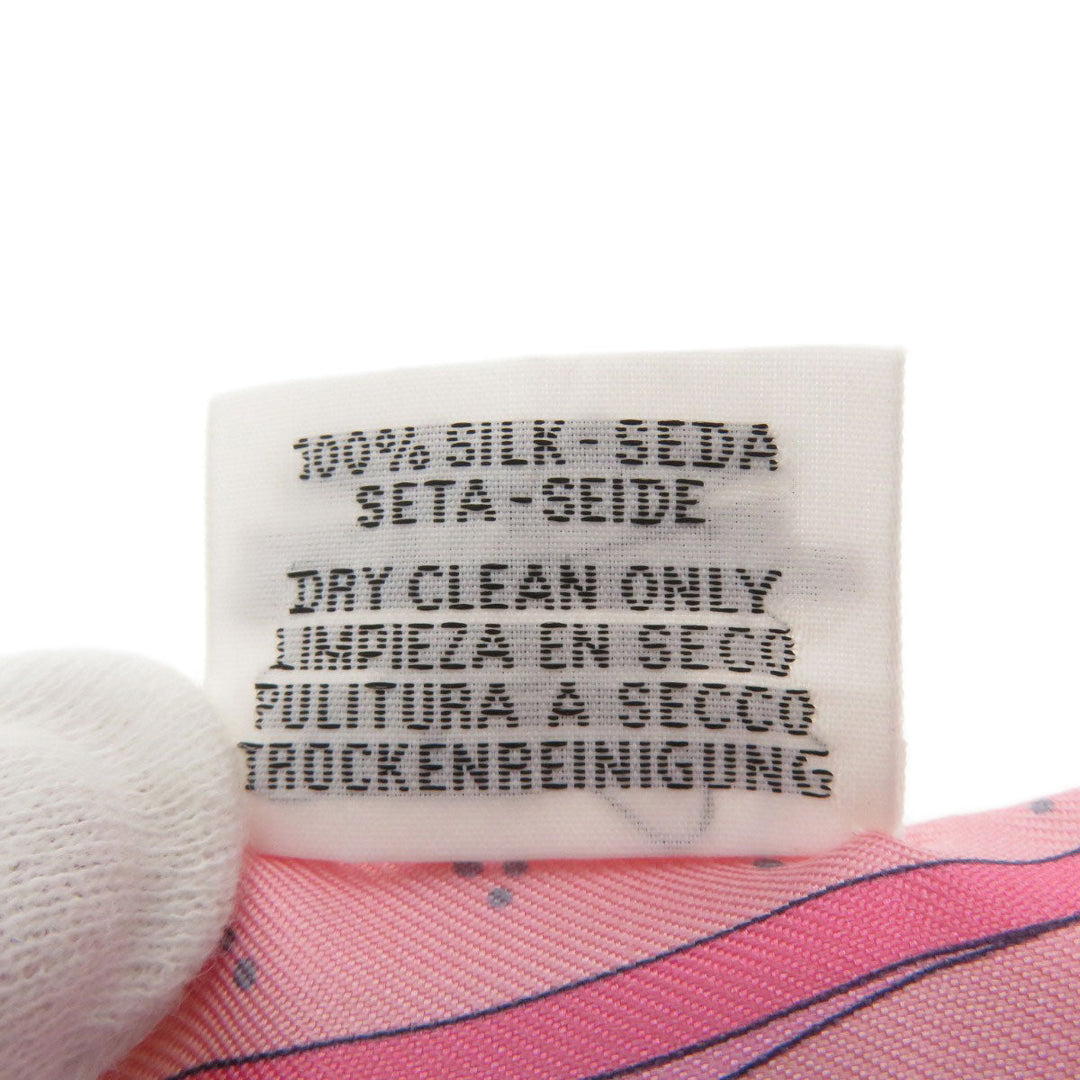 100% SILK - SEDA
SETA - SEIDE
DRY CLEAN ONLY
LIMPIEZA EN SECO
PULITURA A SECCO
TROCKENREINIGUNG